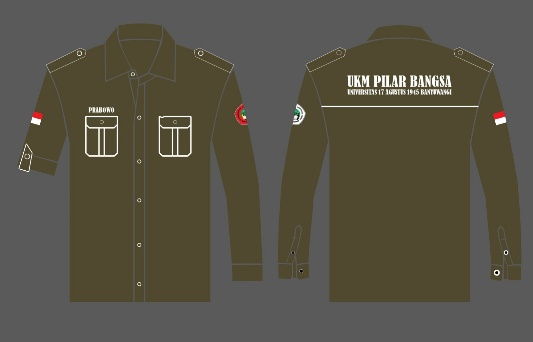 PRABOWO
UKM PILAR BANGSA
UNIVERSITAS 17 AGUSTUS 1945 BANYUWANGI